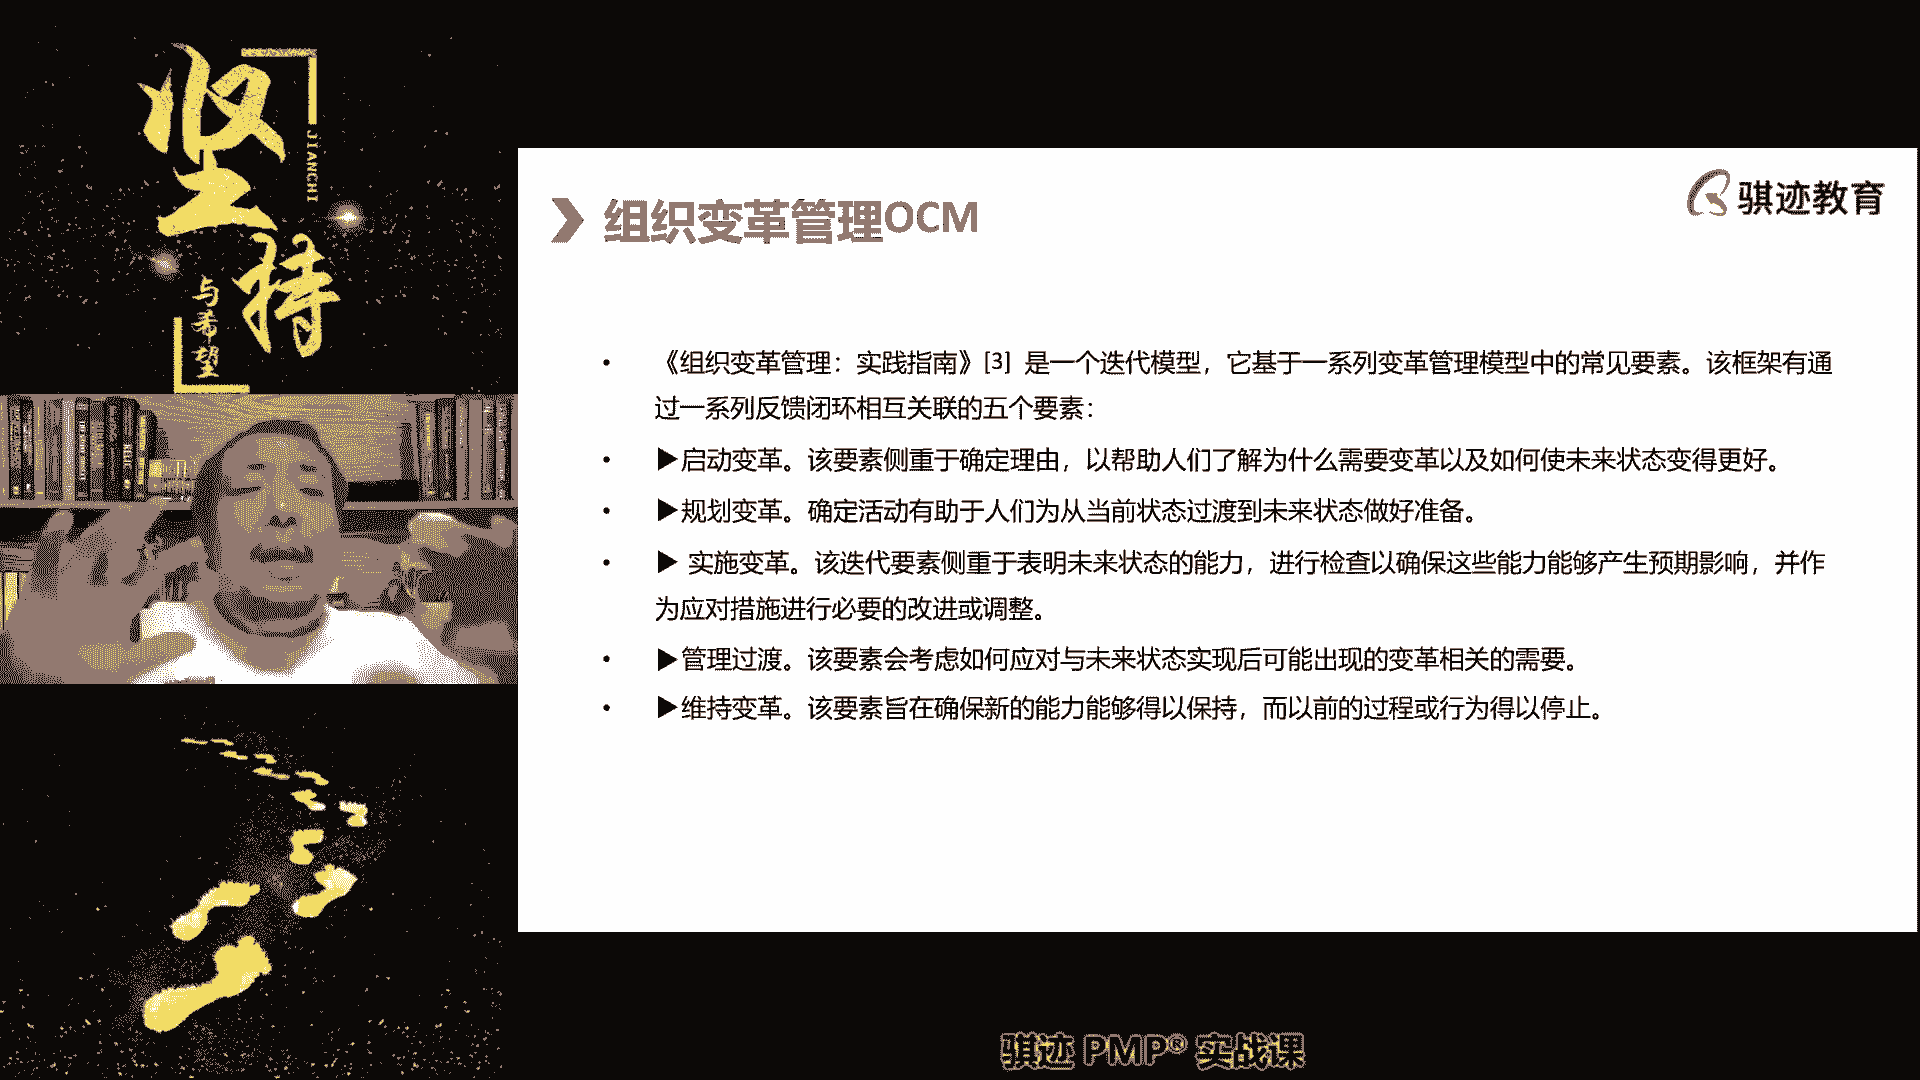 坚持
JIANCHI
与希望
骐迹教育
组织变革管理OCM
• 《组织变革管理：实践指南》[3] 是一个迭代模型，它基于一系列变革管理模型中的常见要素。该框架有通
过一系列反馈闭环相互关联的五个要素：
• ▶启动变革。该要素侧重于确定理由，以帮助人们了解为什么需要变革以及如何使未来状态变得更好。
• ▶规划变革。确定活动有助于人们为从当前状态过渡到未来状态做好准备。
• ▶ 实施变革。该迭代要素侧重于表明未来状态的能力，进行检查以确保这些能力能够产生预期影响，并作
为应对措施进行必要的改进或调整。
• ▶管理过渡。该要素会考虑如何应对与未来状态实现后可能出现的变革相关的需要。
• ▶维持变革。该要素旨在确保新的能力能够得以保持，而以前的过程或行为得以停止。
骐迹 PMP® 实战课